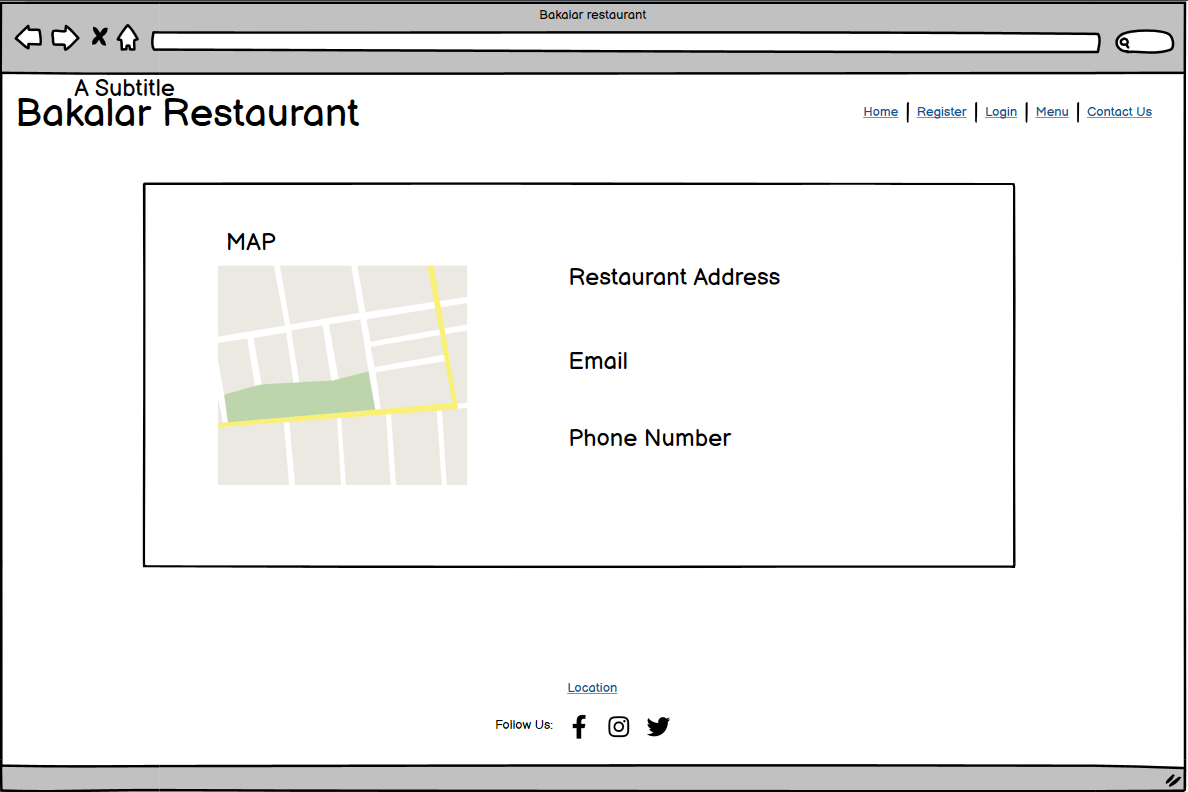 Bakalar restaurant
A Subtitle
Bakalar Restaurant
Home Register Login Menu Contact Us
MAP
Restaurant Address
Email
Phone Number
Location
Follow Us: